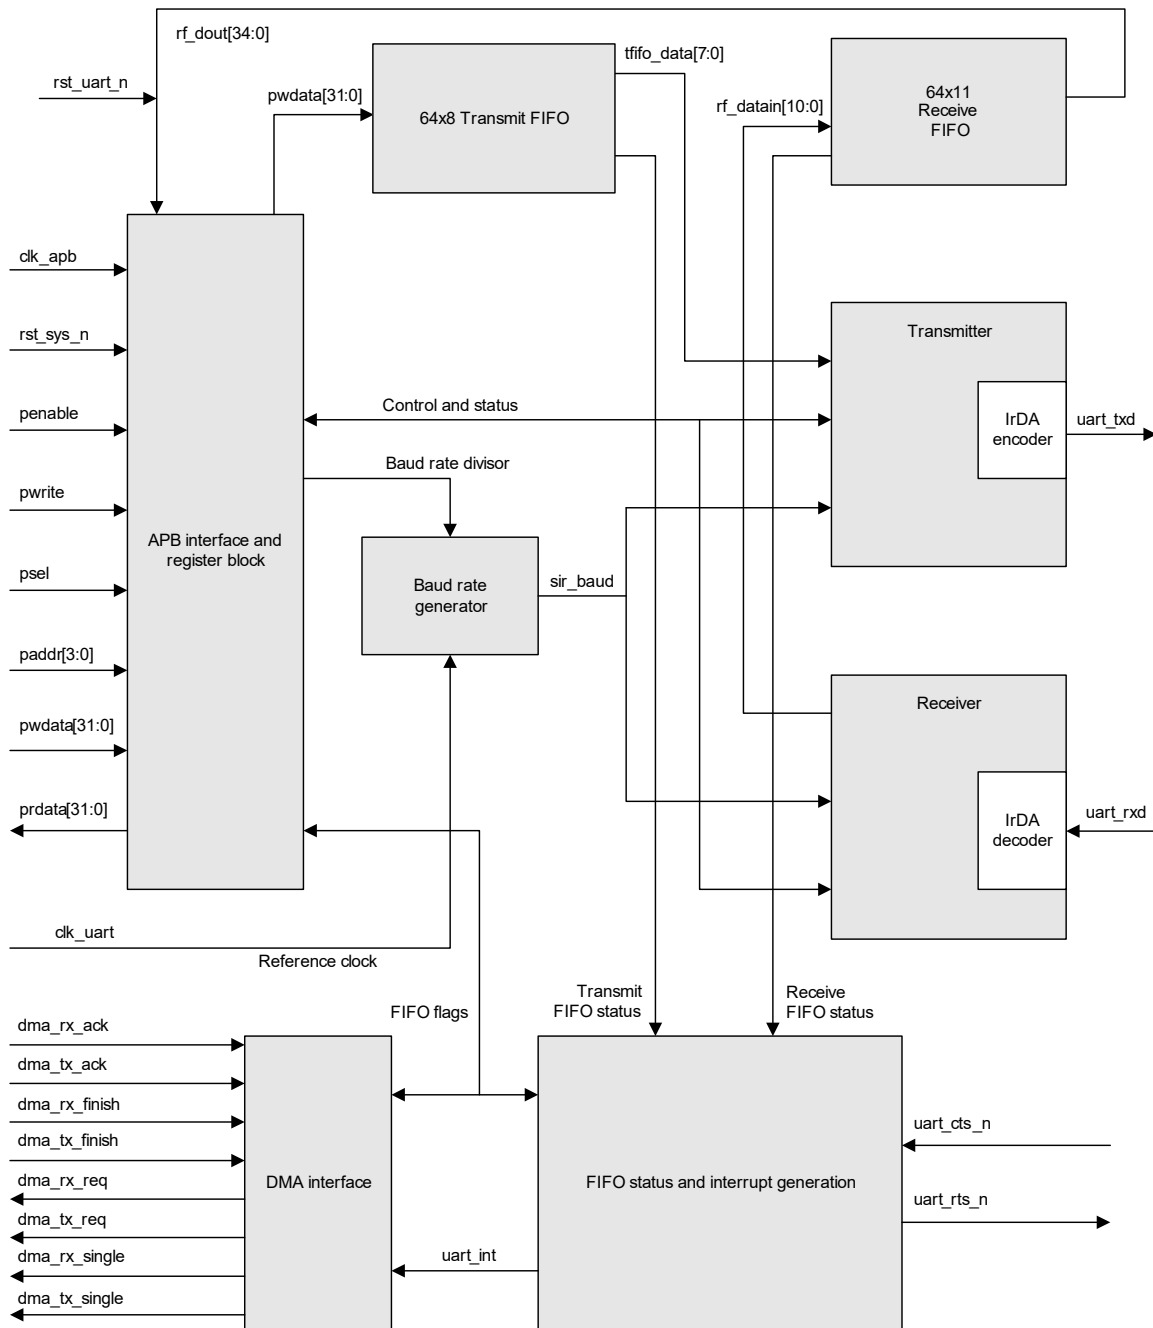 rf_dout[34:0]
rst_uart_n
pwdata[31:0]
64x8 Transmit FIFO
tfifo_data[7:0]
rf_datain[10:0]
64x11
Receive
FIFO
clk_apb
rst_sys_n
penable
pwrite
psel
paddr[3:0]
pwdata[31:0]
prdata[31:0]
APB interface and
register block
Control and status
Baud rate divisor
Baud rate
generator
sir_baud
Transmitter
IrDA
encoder
uart_txd
Receiver
IrDA
decoder
uart_rxd
clk_uart
Reference clock
FIFO flags
Transmit
FIFO status
Receive
FIFO status
dma_rx_ack
dma_tx_ack
dma_rx_finish
dma_tx_finish
dma_rx_req
dma_tx_req
dma_rx_single
dma_tx_single
DMA interface
uart_int
FIFO status and interrupt generation
uart_cts_n
uart_rts_n